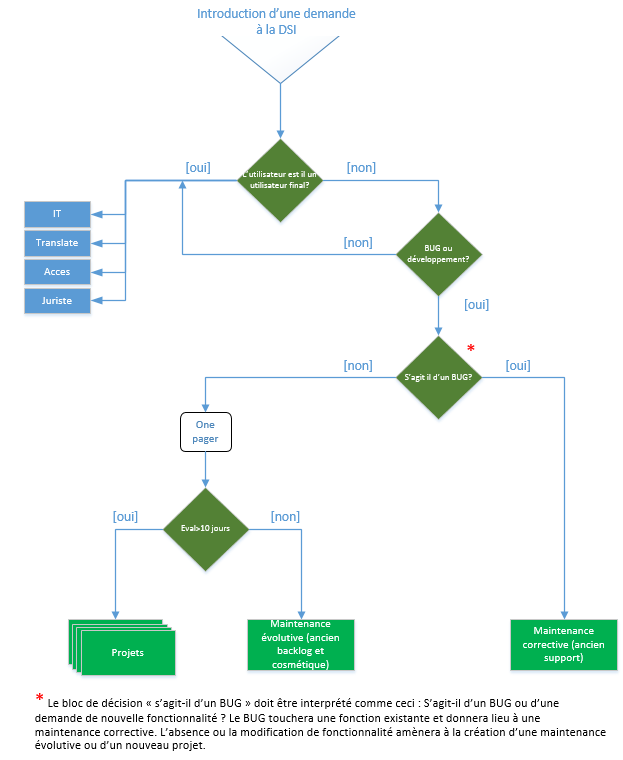 Introduction d'une demande
à la DSI
[oui]
L'utilisateur est il un
utilisateur final?
[non]
IT
Translate
Acces
Juriste
[non]
BUG ou
développement?
[oui]
*
[non]
S'agit il d'un BUG?
[oui]
One
pager
[oui]
Eval>10 jours
[non]
Projets
Maintenance
évolutive (ancien
backlog et
cosmétique)
Maintenance
corrective (ancien
support)
* Le bloc de décision « s'agit-il d'un BUG » doit être interprété comme ceci : S'agit-il d'un BUG ou d'une
demande de nouvelle fonctionnalité ? Le BUG touchera une fonction existante et donnera lieu à une
maintenance corrective. L'absence ou la modification de fonctionnalité amènera à la création d'une maintenance
évolutive ou d'un nouveau projet.